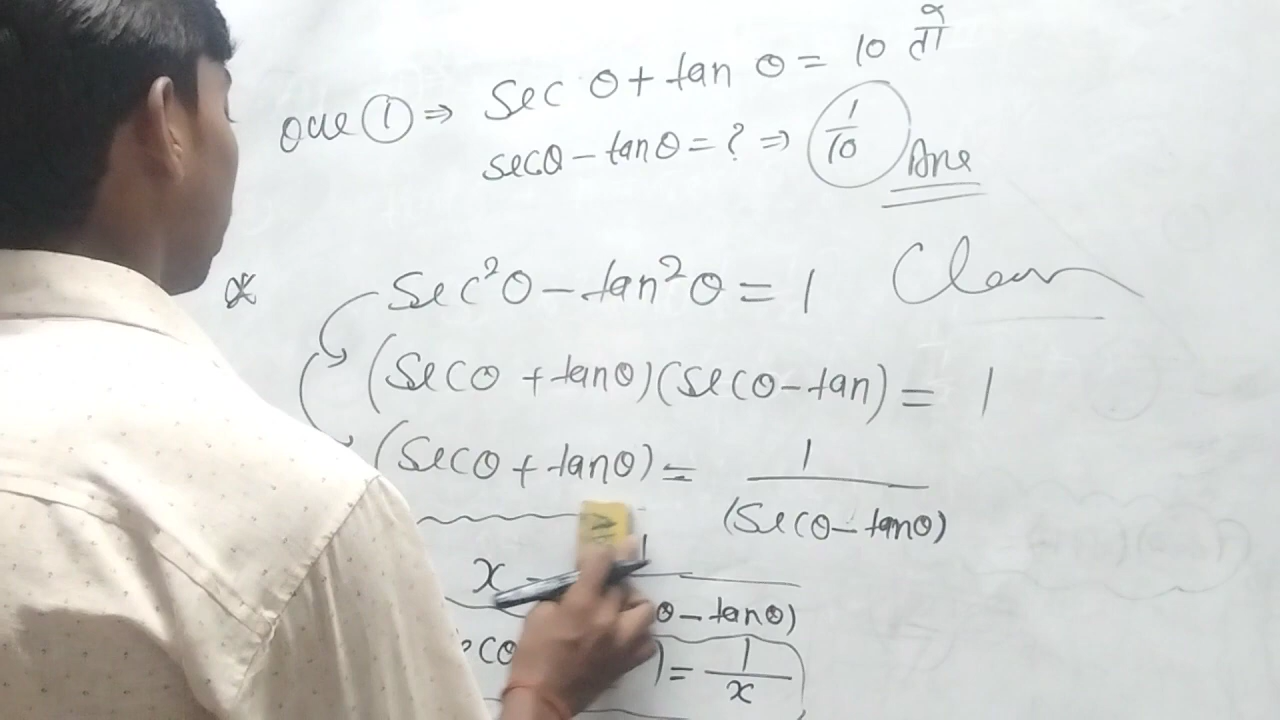 Que ① ⇒ Sec θ + tan θ = 10 तो
secθ - tanθ = ? ⇒ 1/10 Ans
Sec²θ - tan²θ = 1 Clear
(Secθ + tanθ)(Secθ - tan) = 1
(Secθ + tanθ) = 1/(Secθ - tanθ)
x θ - tanθ)
) = 1/x